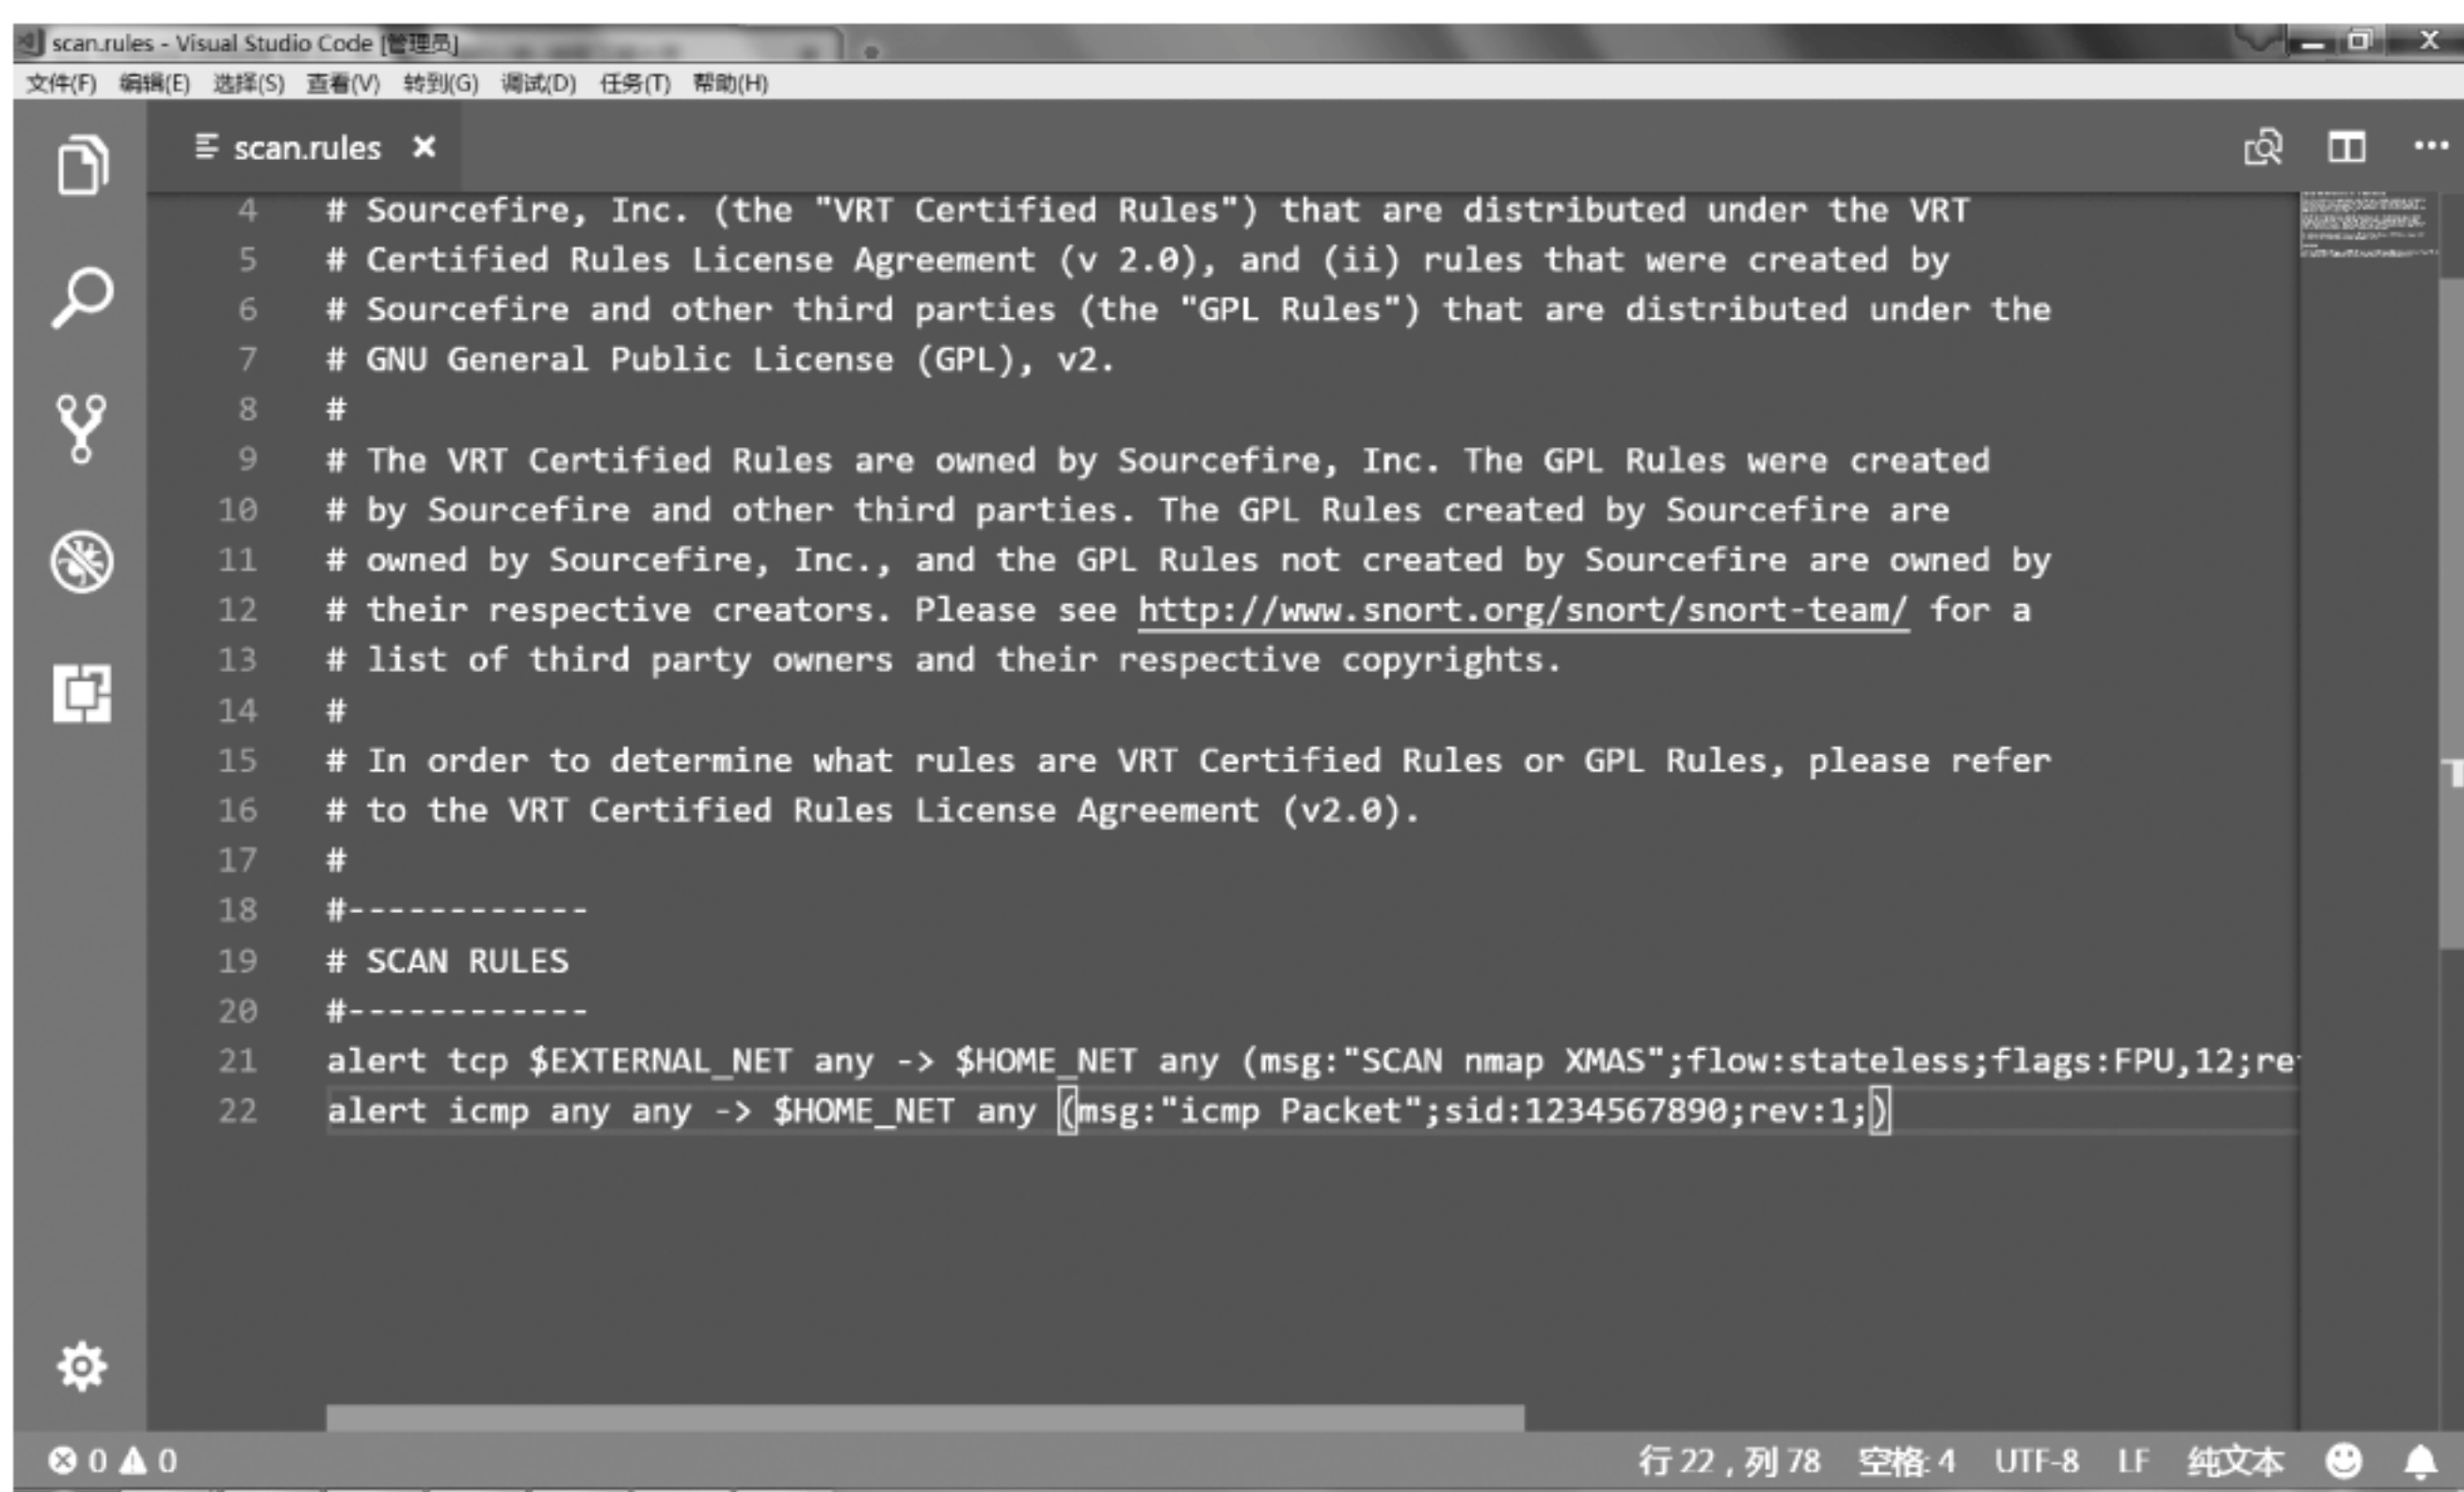 scan.rules - Visual Studio Code [管理员]
文件(F) 编辑(E) 选择(S) 查看(V) 转到(G) 调试(D) 任务(T) 帮助(H)
scan.rules
4 # Sourcefire, Inc. (the "VRT Certified Rules") that are distributed under the VRT
5 # Certified Rules License Agreement (v 2.0), and (ii) rules that were created by
6 # Sourcefire and other third parties (the "GPL Rules") that are distributed under the
7 # GNU General Public License (GPL), v2.
8 #
9 # The VRT Certified Rules are owned by Sourcefire, Inc. The GPL Rules were created
10 # by Sourcefire and other third parties. The GPL Rules created by Sourcefire are
11 # owned by Sourcefire, Inc., and the GPL Rules not created by Sourcefire are owned by
12 # their respective creators. Please see http://www.snort.org/snort/snort-team/ for a
13 # list of third party owners and their respective copyrights.
14 #
15 # In order to determine what rules are VRT Certified Rules or GPL Rules, please refer
16 # to the VRT Certified Rules License Agreement (v2.0).
17 #
18 #------------
19 # SCAN RULES
20 #------------
21 alert tcp $EXTERNAL_NET any -> $HOME_NET any (msg:"SCAN nmap XMAS";flow:stateless;flags:FPU,12;re
22 alert icmp any any -> $HOME_NET any (msg:"icmp Packet";sid:1234567890;rev:1;)
0 0 行 22，列 78 空格: 4 UTF-8 LF 纯文本